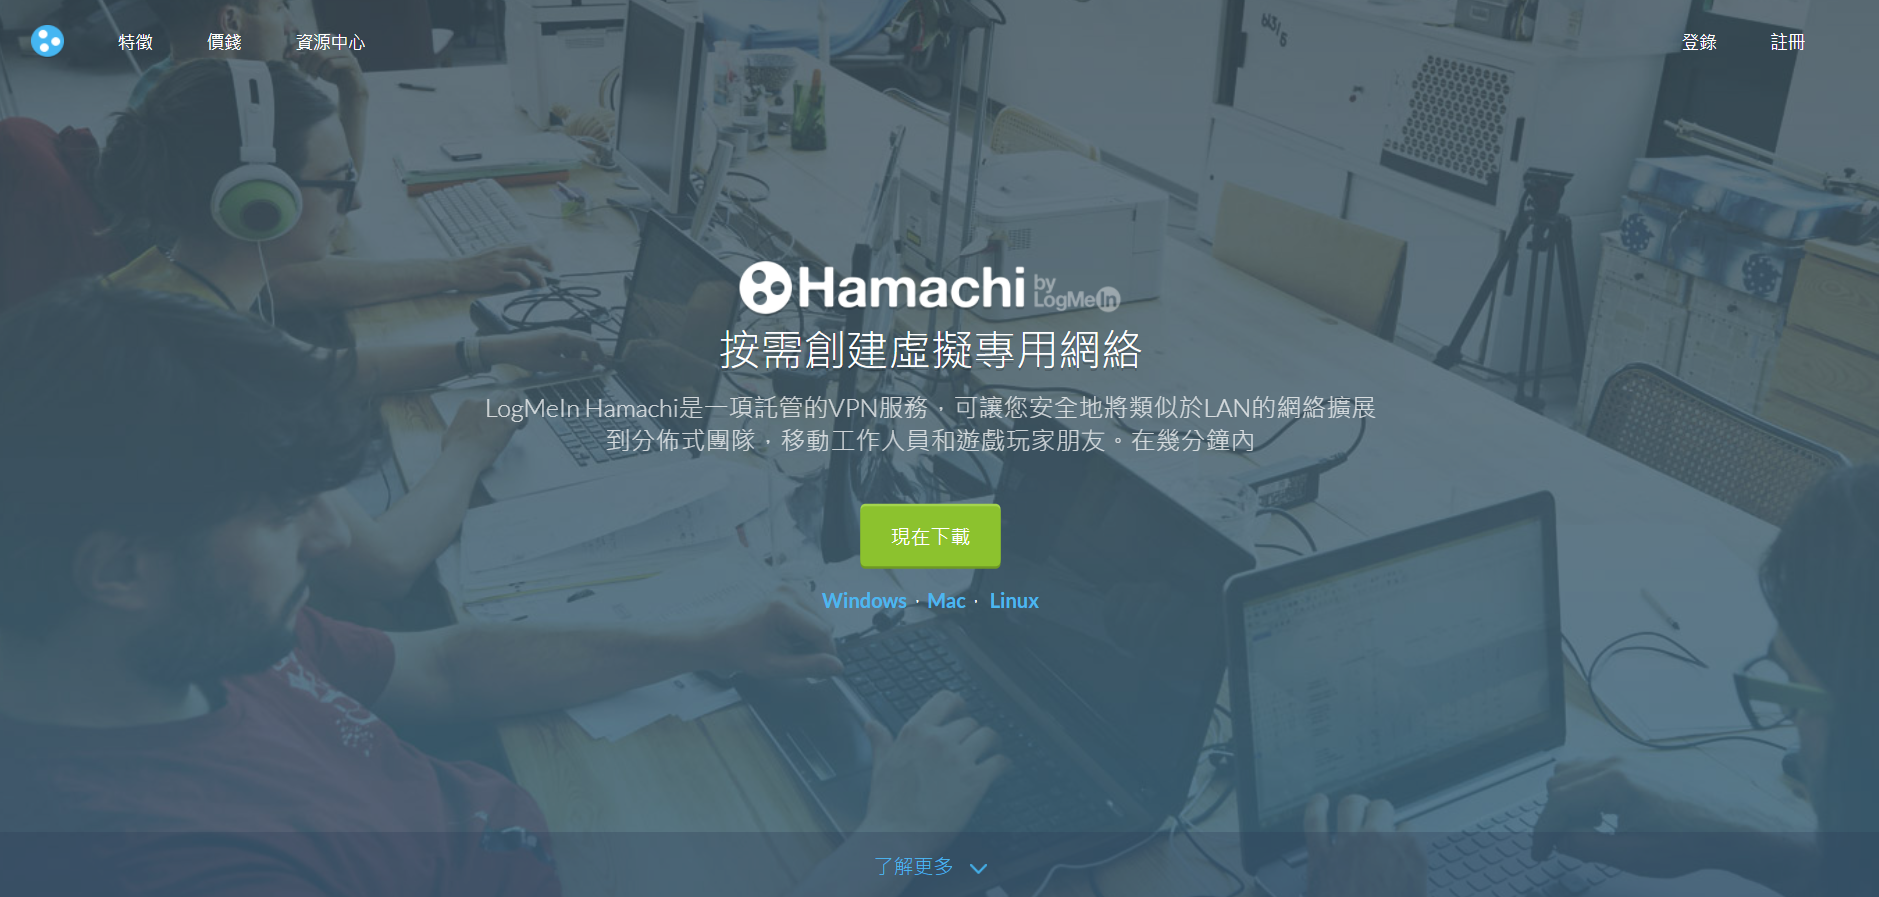 特徵
價錢
資源中心
登錄
註冊
Hamachi by LogMeIn
按需創建虛擬專用網絡
LogMeIn Hamachi是一項託管的VPN服務，可讓您安全地將類似於LAN的網絡擴展
到分佈式團隊，移動工作人員和遊戲玩家朋友。在幾分鐘內
現在下載
Windows · Mac · Linux
了解更多